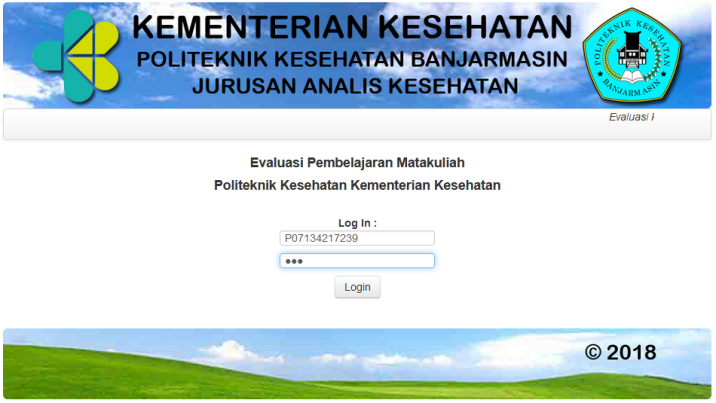 KEMENTERIAN KESEHATAN
POLITEKNIK KESEHATAN BANJARMASIN
JURUSAN ANALIS KESEHATAN
POLITEKNIK KESEHATAN
BANJARMASIN
Evaluasi
Evaluasi Pembelajaran Matakuliah
Politeknik Kesehatan Kementerian Kesehatan
Log In :
P07134217239
●●●
Login
© 2018